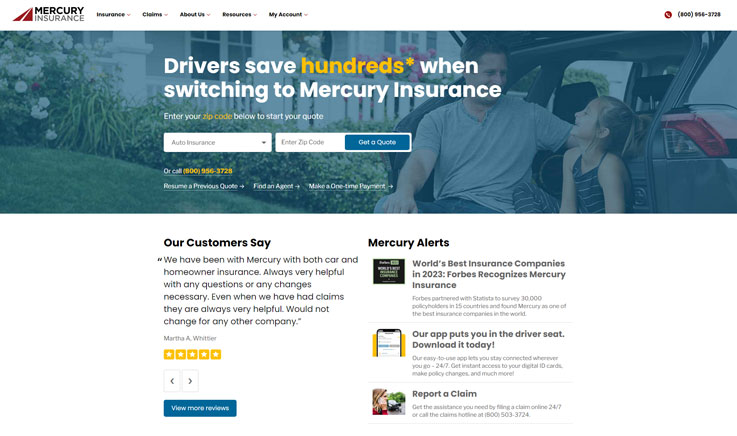 MERCURY
INSURANCE
Insurance
Claims
About Us
Resources
My Account
(800) 956-3728
Drivers save hundreds* when
switching to Mercury Insurance
Enter your zip code below to start your quote
Auto Insurance
Enter Zip Code
Get a Quote
Or call (800) 956-3728
Resume a Previous Quote →
Find an Agent →
Make a One-time Payment →
Our Customers Say
“We have been with Mercury with both car and
homeowner insurance. Always very helpful
with any questions or any changes
necessary. Even when we have had claims
they are always very helpful. Would not
change for any other company.”
Martha A, Whittier
View more reviews
Mercury Alerts
Forbes 2023
WORLD'S BEST
INSURANCE
COMPANIES
World’s Best Insurance Companies
in 2023: Forbes Recognizes Mercury
Insurance
Forbes partnered with Statista to survey 30,000
policyholders in 15 countries and found Mercury as one of
the best insurance companies in the world.
Our app puts you in the driver seat.
Download it today!
Our easy-to-use app lets you stay connected wherever
you go – 24/7. Get instant access to your digital ID cards,
make policy changes, and much more!
Report a Claim
Get the assistance you need by filing a claim online 24/7
or call the claims hotline at (800) 503-3724.